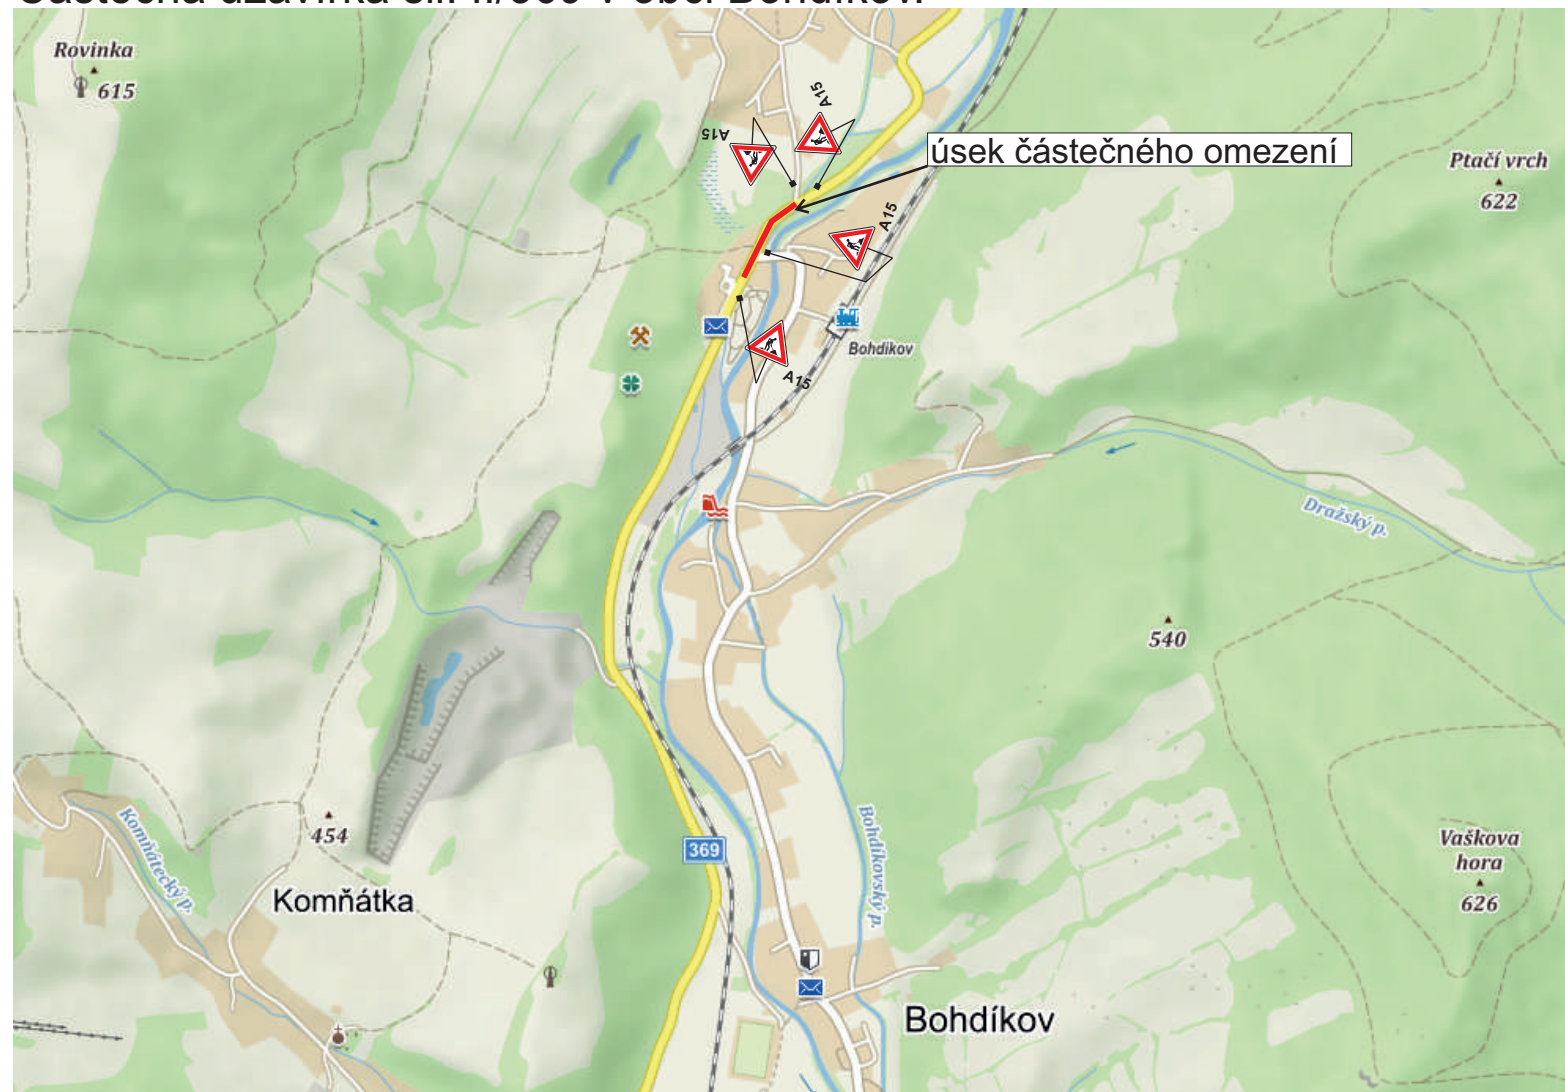 Rovinka
615
A15
A15
úsek částečného omezení
Ptačí vrch
622
A15
Bohdíkov
A15
Dražský p.
540
Komňátecký p.
454
369
Bohdíkovský p.
Vaškova
hora
626
Komňátka
Bohdíkov